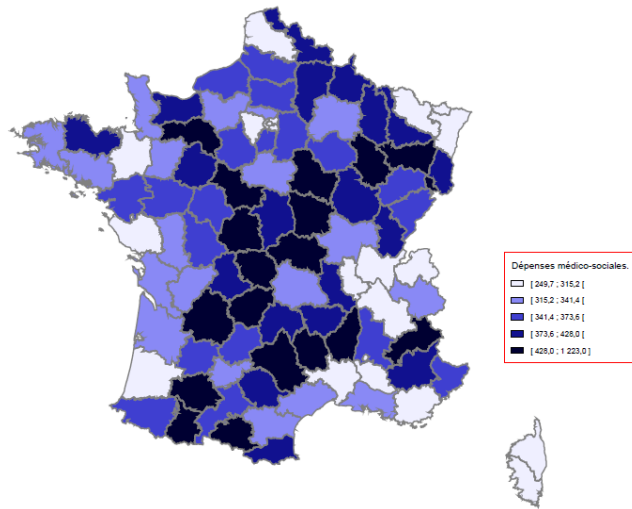 Dépenses médico-sociales.
[ 249,7 ; 315,2 [
[ 315,2 ; 341,4 [
[ 341,4 ; 373,6 [
[ 373,6 ; 428,0 [
[ 428,0 ; 1 223,0 ]